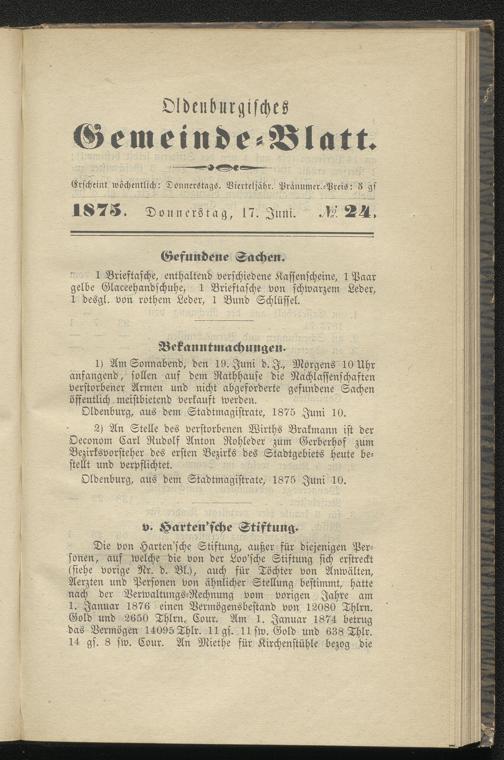 Oldenburgisches
Gemeinde-Blatt.
Erscheint wöchentlich: Donnerstags. Vierteljähr. Pränumer.-Preis: 3 gs
1875. Donnerstag, 17. Juni. № 24.
Gefundene Sachen.
1 Brieftasche, enthaltend verschiedene Kassenscheine, 1 Paar
gelbe Glaceehandschuhe, 1 Brieftasche von schwarzem Leder,
1 desgl. von rothem Leder, 1 Bund Schlüssel.
Bekanntmachungen.
1) Am Sonnabend, den 19. Juni d. J., Morgens 10 Uhr
anfangend, sollen auf dem Rathhause die Nachlassenschaften
verstorbener Armen und nicht abgeforderte gefundene Sachen
öffentlich meistbietend verkauft werden.
Oldenburg, aus dem Stadtmagistrate, 1875 Juni 10.
2) An Stelle des verstorbenen Wirths Brakmann ist der
Oeconom Carl Rudolf Anton Rohleder zum Gerberhof zum
Bezirksvorsteher des ersten Bezirks des Stadtgebiets heute be-
stellt und verpflichtet.
Oldenburg, aus dem Stadtmagistrate, 1875 Juni 10.
v. Harten'sche Stiftung.
Die von Harten'sche Stiftung, außer für diejenigen Per-
sonen, auf welche die von der Loo'sche Stiftung sich erstreckt
(siehe vorige Nr. d. Bl.), auch für Töchter von Anwälten,
Aerzten und Personen von ähnlicher Stellung bestimmt, hatte
nach der Verwaltungs-Rechnung vom vorigen Jahre am
1. Januar 1876 einen Vermögensbestand von 12080 Thlrn.
Gold und 2650 Thlrn. Cour. Am 1. Januar 1874 betrug
das Vermögen 14095 Thlr. 11 gs. 11 sw. Gold und 638 Thlr.
14 gs. 8 sw. Cour. An Miethe für Kirchenstühle bezog die